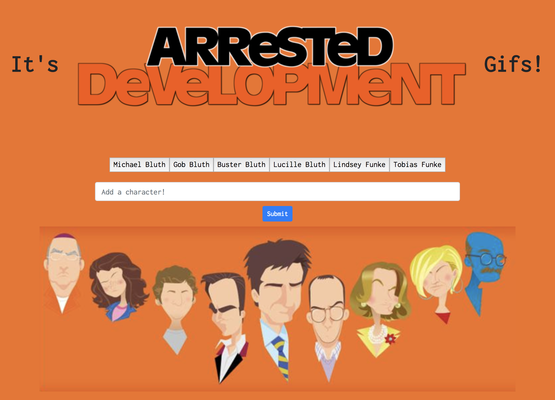 It's ARReSTeD DeVeLOPMeNT Gifs!
Michael Bluth Gob Bluth Buster Bluth Lucille Bluth Lindsey Funke Tobias Funke
Add a character!
Submit